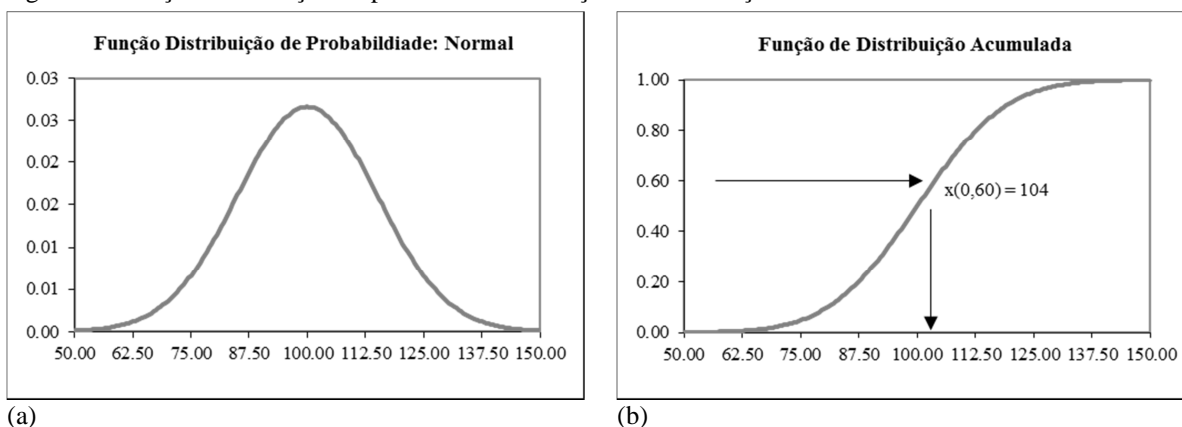 Função Distribuição de Probabildiade: Normal
0.03
0.03
0.02
0.02
0.01
0.01
0.00
50.00 62.50 75.00 87.50 100.00 112.50 125.00 137.50 150.00
(a)
Função de Distribuição Acumulada
1.00
0.80
0.60
x(0,60) = 104
0.40
0.20
0.00
50.00 62.50 75.00 87.50 100.00 112.50 125.00 137.50 150.00
(b)